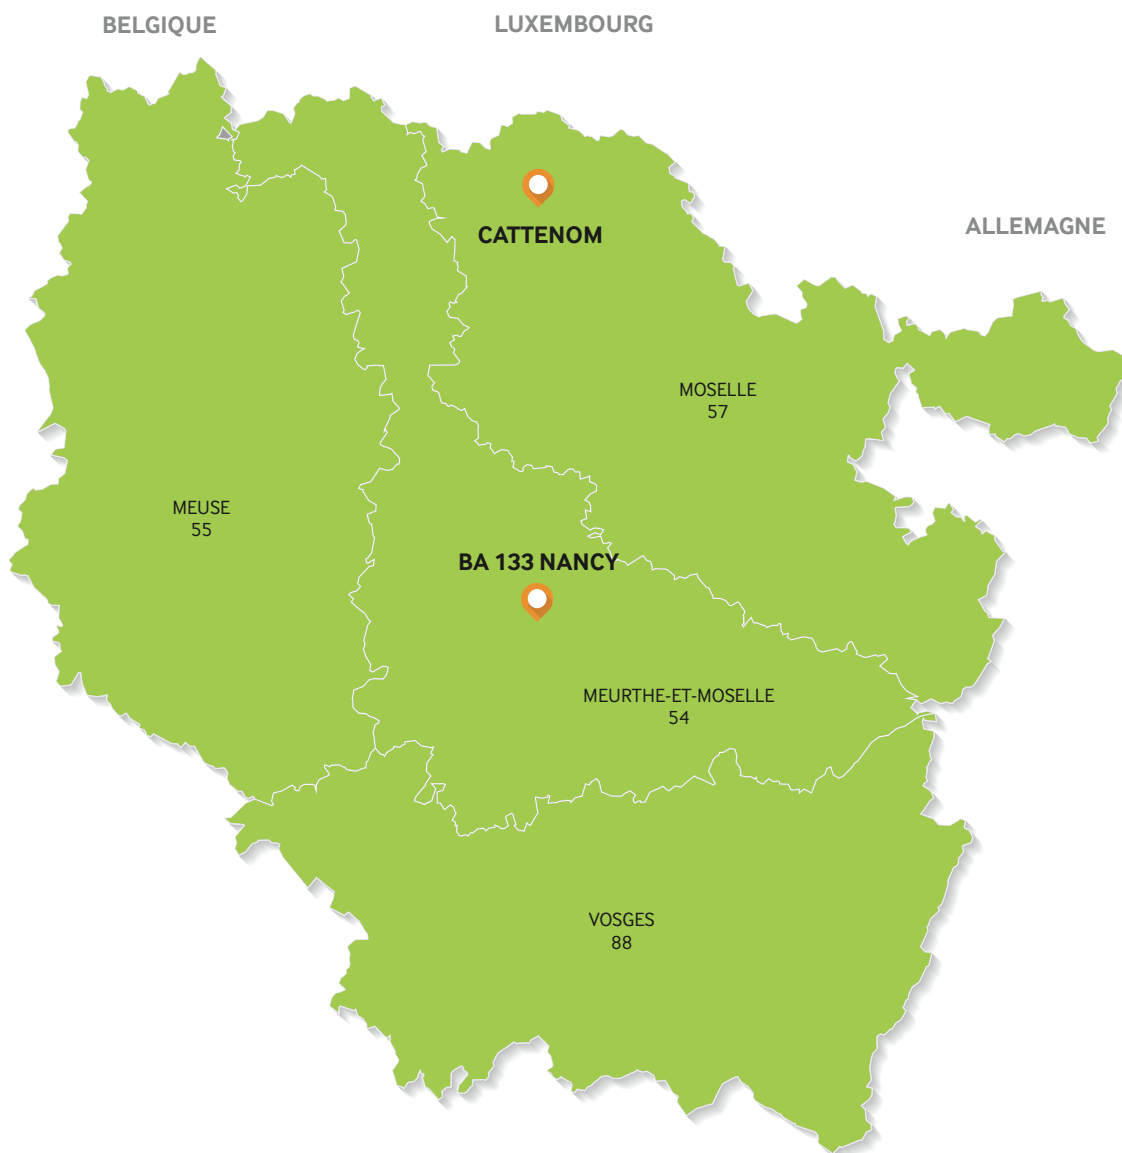 BELGIQUE
LUXEMBOURG
ALLEMAGNE
CATTENOM
MOSELLE
57
MEUSE
55
BA 133 NANCY
MEURTHE-ET-MOSELLE
54
VOSGES
88